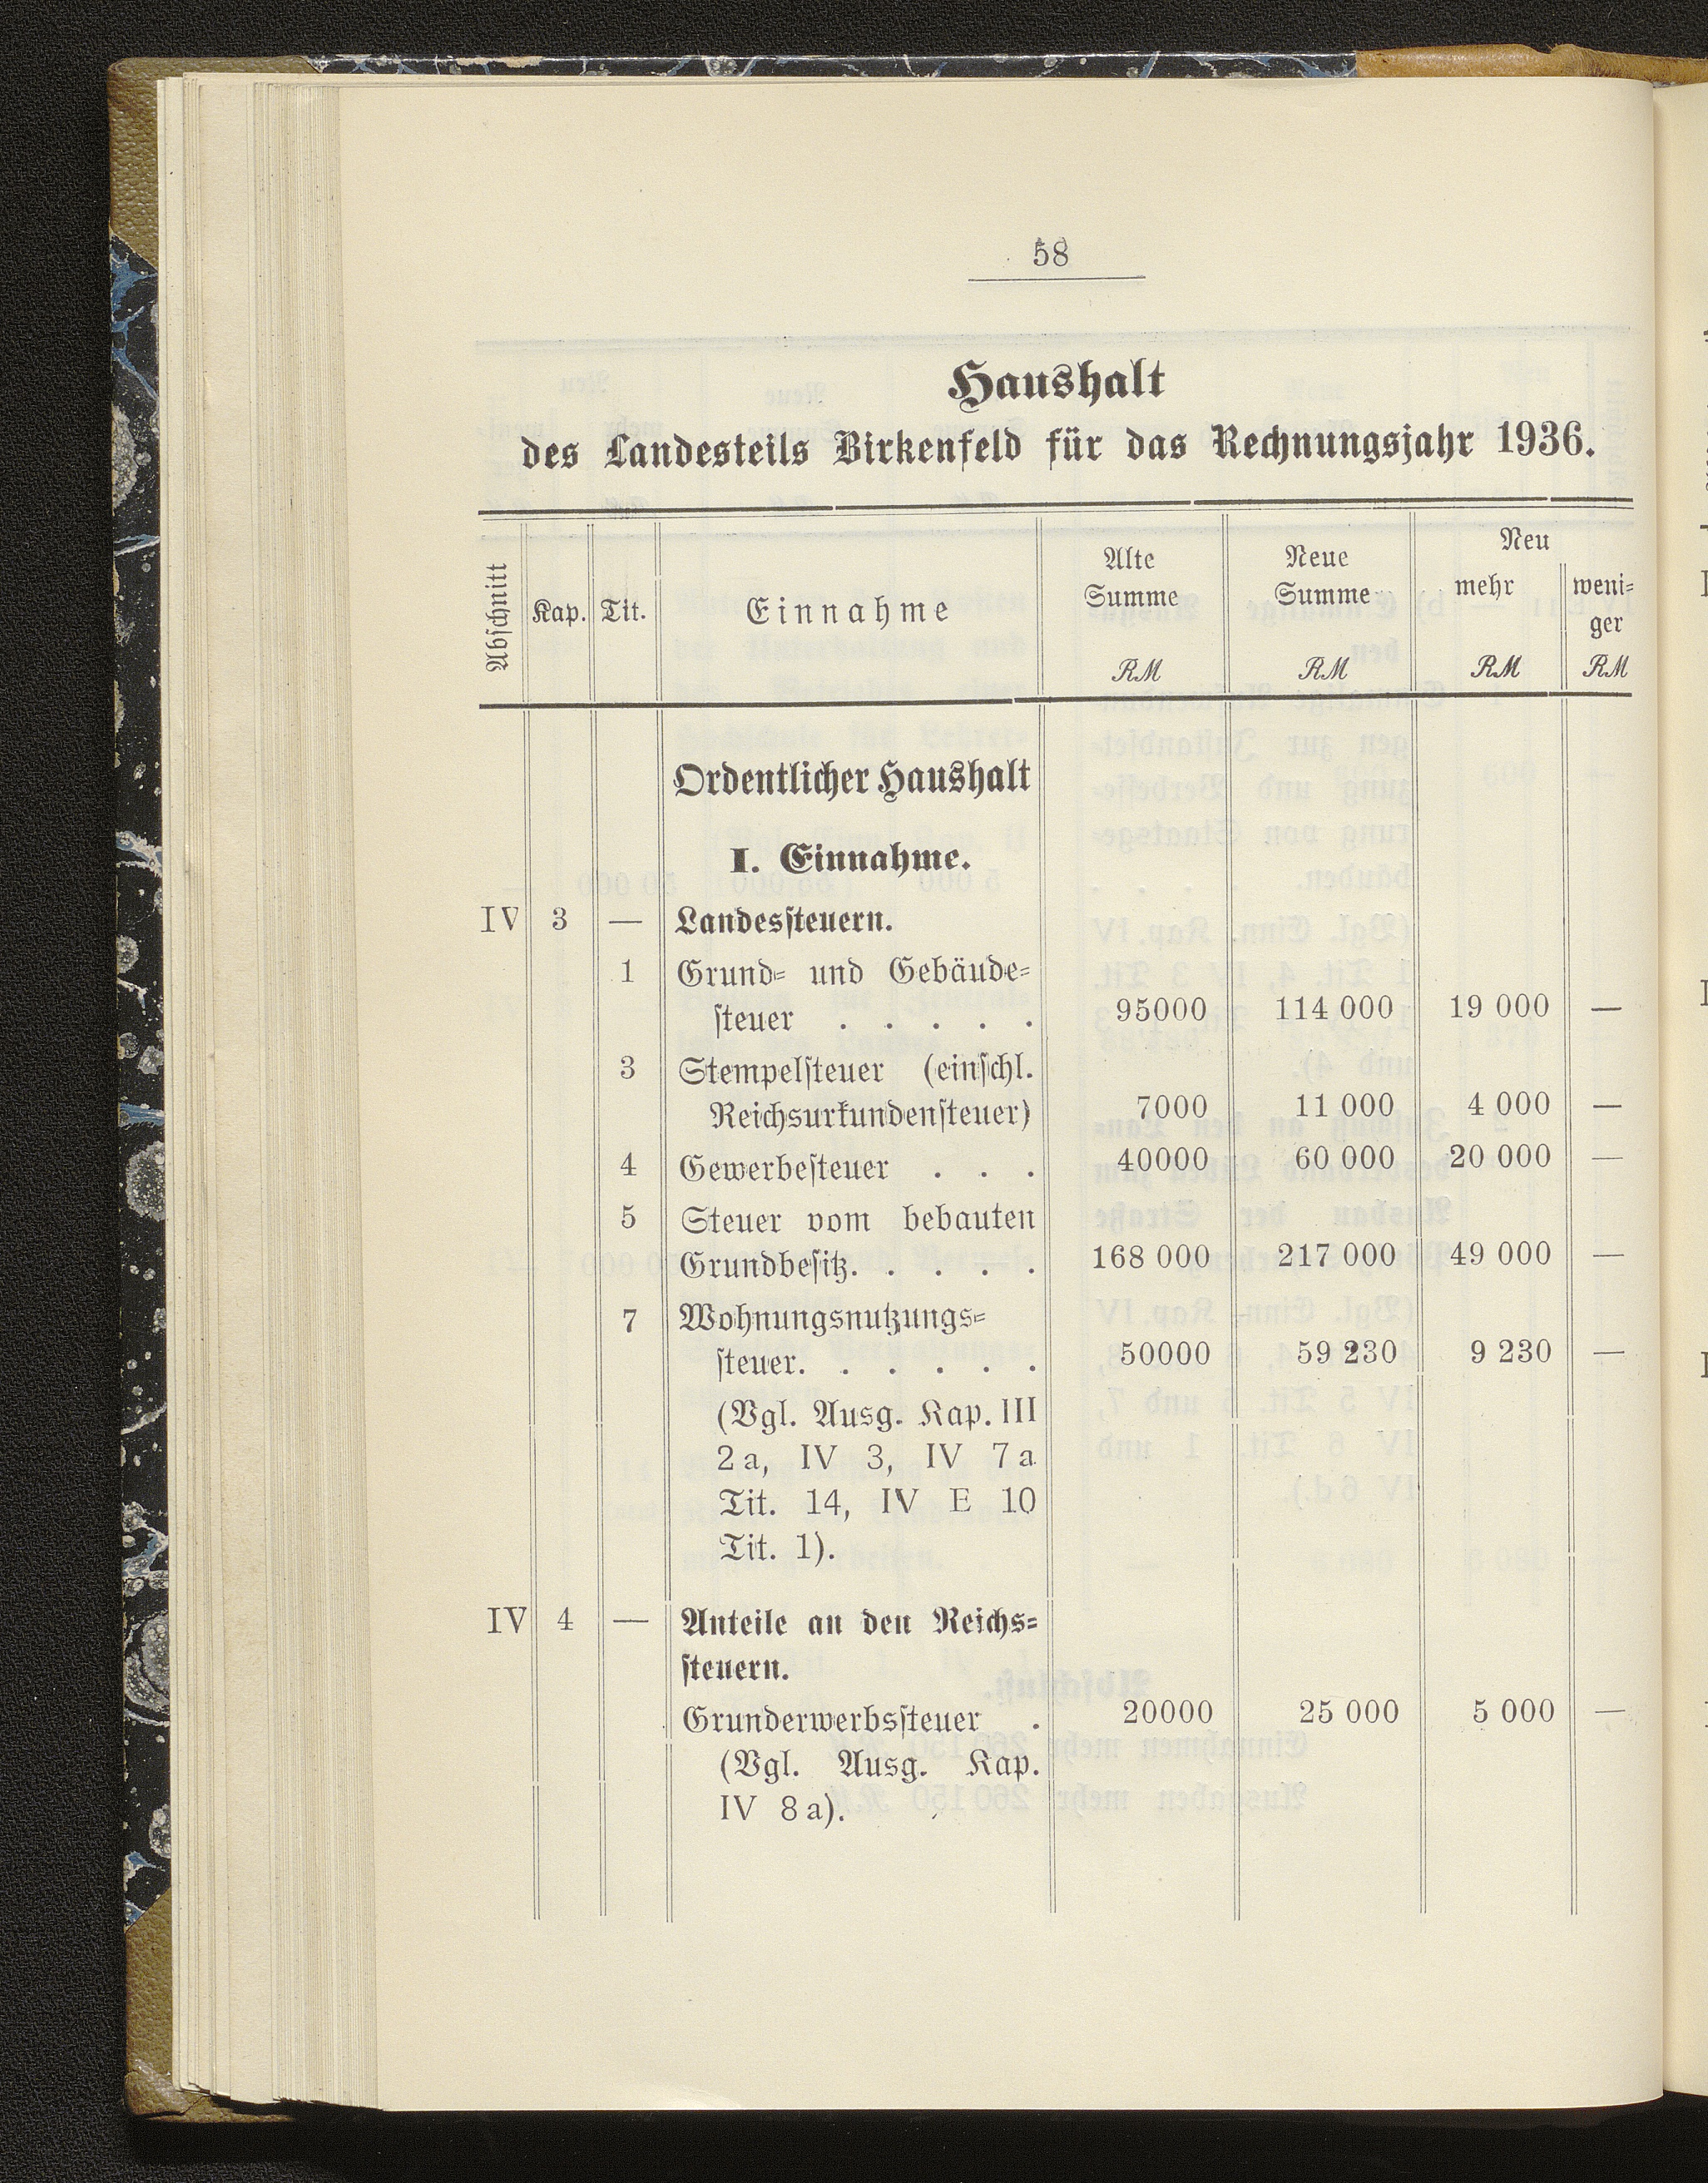 58
Haushalt
des Landesteils Birkenfeld für das Rechnungsjahr 1936.
Abschnitt Kap. Tit. Einnahme Alte Summe RM Neue Summe RM Neu mehr RM weni-ger RM
Ordentlicher Haushalt
I. Einnahme.
IV 3 — Landessteuern.
1 Grund- und Gebäude-
steuer . . . . . 95000 114 000 19 000 —
3 Stempelsteuer (einschl.
Reichsurkundensteuer) 7000 11 000 4 000 —
4 Gewerbesteuer . . . 40000 60 000 20 000 —
5 Steuer vom bebauten
Grundbesitz. . . . . 168 000 217 000 49 000 —
7 Wohnungsnutzungs-
steuer. . . . . . 50000 59 230 9 230 —
(Vgl. Ausg. Kap. III
2 a, IV 3, IV 7 a
Tit. 14, IV E 10
Tit. 1).
IV 4 — Anteile an den Reichs-
steuern.
Grunderwerbssteuer . 20000 25 000 5 000 —
(Vgl. Ausg. Kap.
IV 8 a).